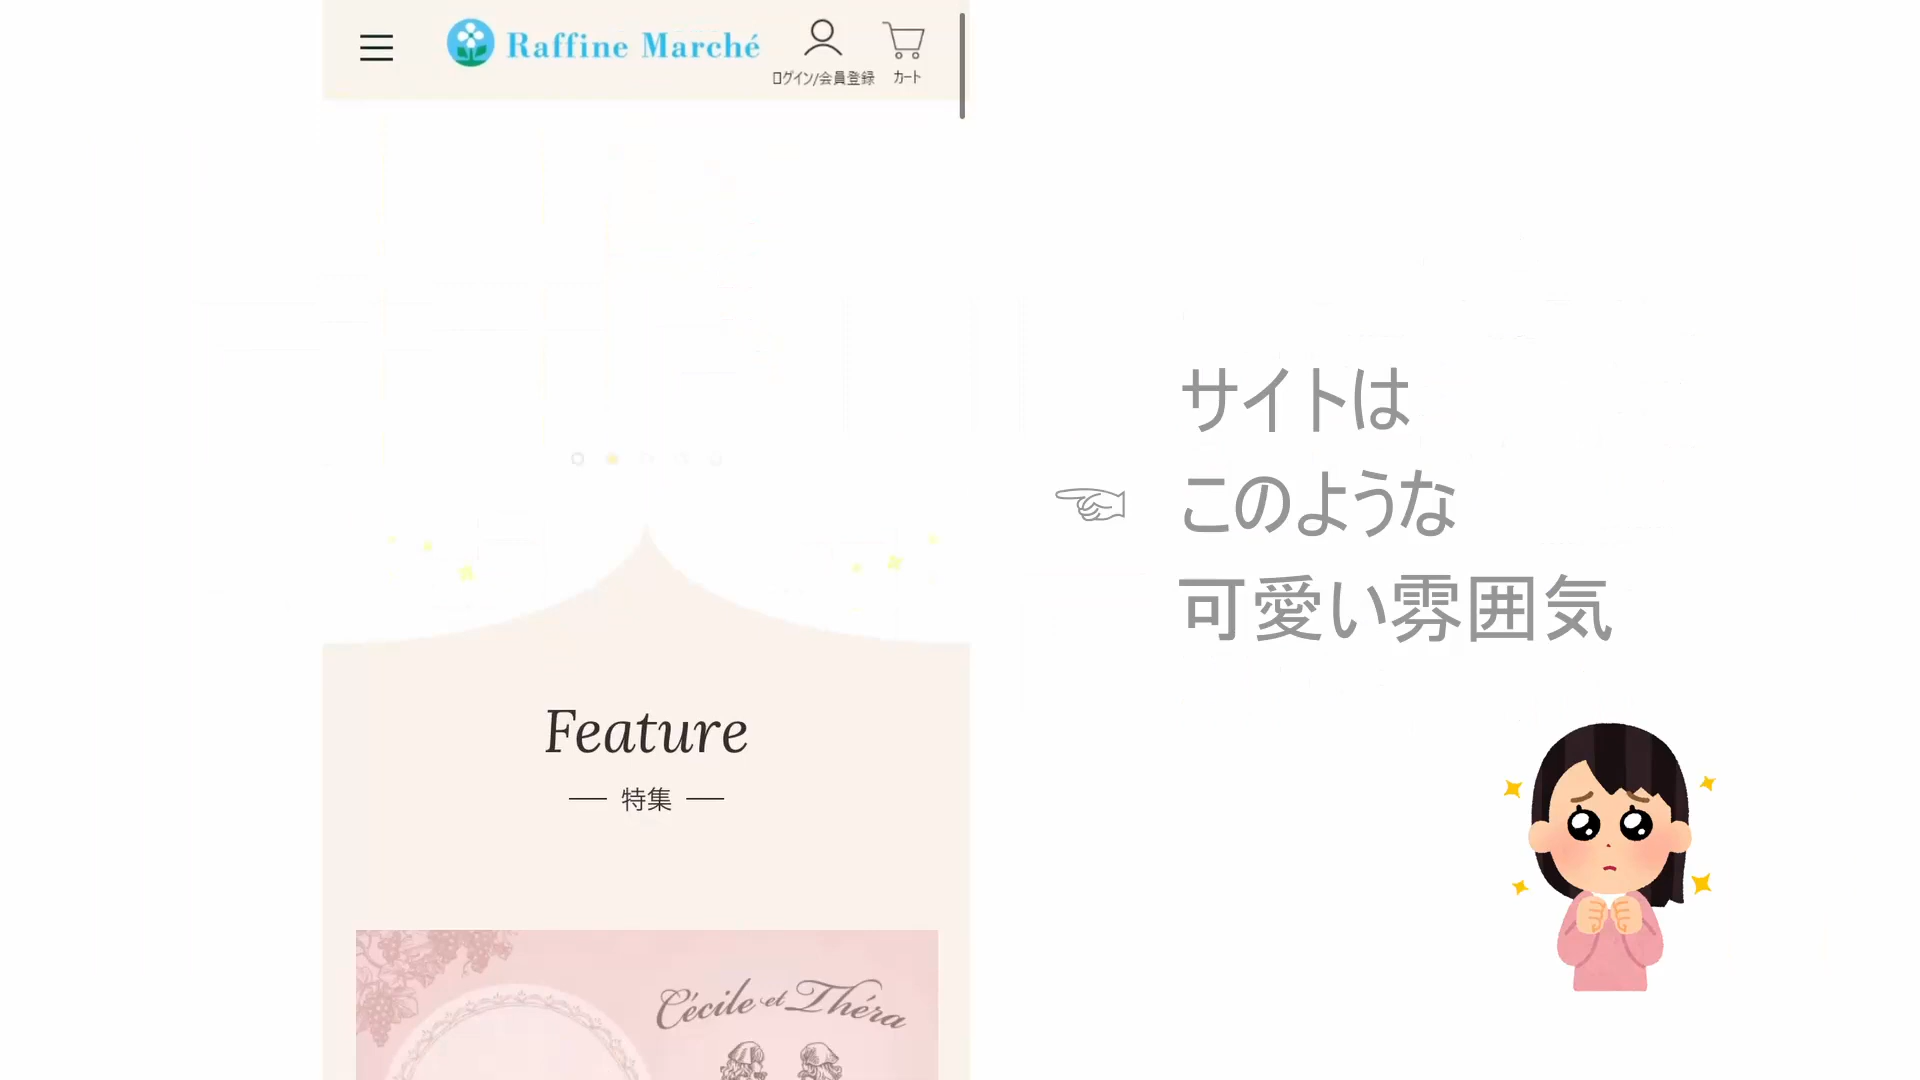 Raffine Marché
ログイン/会員登録
カート
サイトは
☜ このような
可愛い雰囲気
Feature
特集
Cécile et Théra